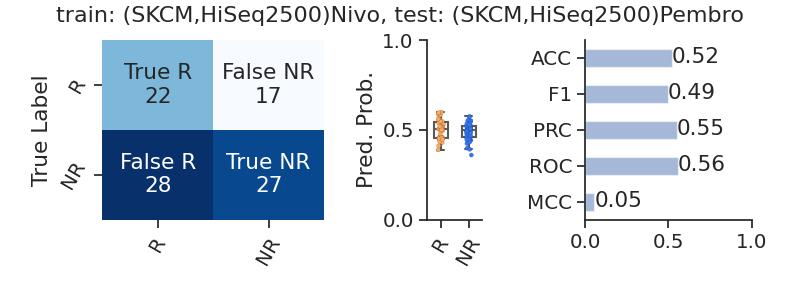 train: (SKCM,HiSeq2500)Nivo, test: (SKCM,HiSeq2500)Pembro
True Label
R
NR
True R
22
False NR
17
False R
28
True NR
27
R
NR
Pred. Prob.
1.0
0.5
0.0
R
NR
ACC
0.52
F1
0.49
PRC
0.55
ROC
0.56
MCC
0.05
0.0
0.5
1.0